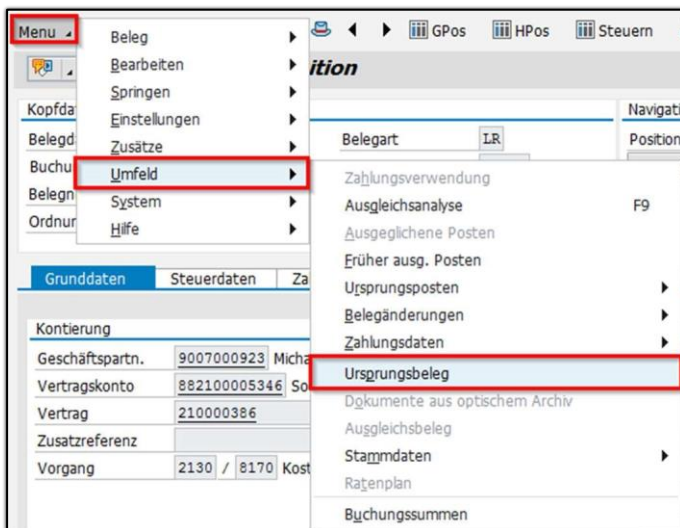 Menu
GPos HPos Steuern
ition
Beleg
Bearbeiten
Springen
Einstellungen
Zusätze
Umfeld
System
Hilfe
Kopfda
Belegd
Buchu
Belegn
Ordnur
Belegart LR
Navigati
Position
Zahlungsverwendung
Ausgleichsanalyse F9
Ausgeglichene Posten
Früher ausg. Posten
Ursprungsposten
Belegänderungen
Zahlungsdaten
Ursprungsbeleg
Dokumente aus optischem Archiv
Ausgleichsbeleg
Stammdaten
Ratenplan
Buchungssummen
Grunddaten Steuerdaten Za
Kontierung
Geschäftspartn. 9007000923 Micha
Vertragskonto 882100005346 So
Vertrag 210000386
Zusatzreferenz
Vorgang 2130 / 8170 Kost